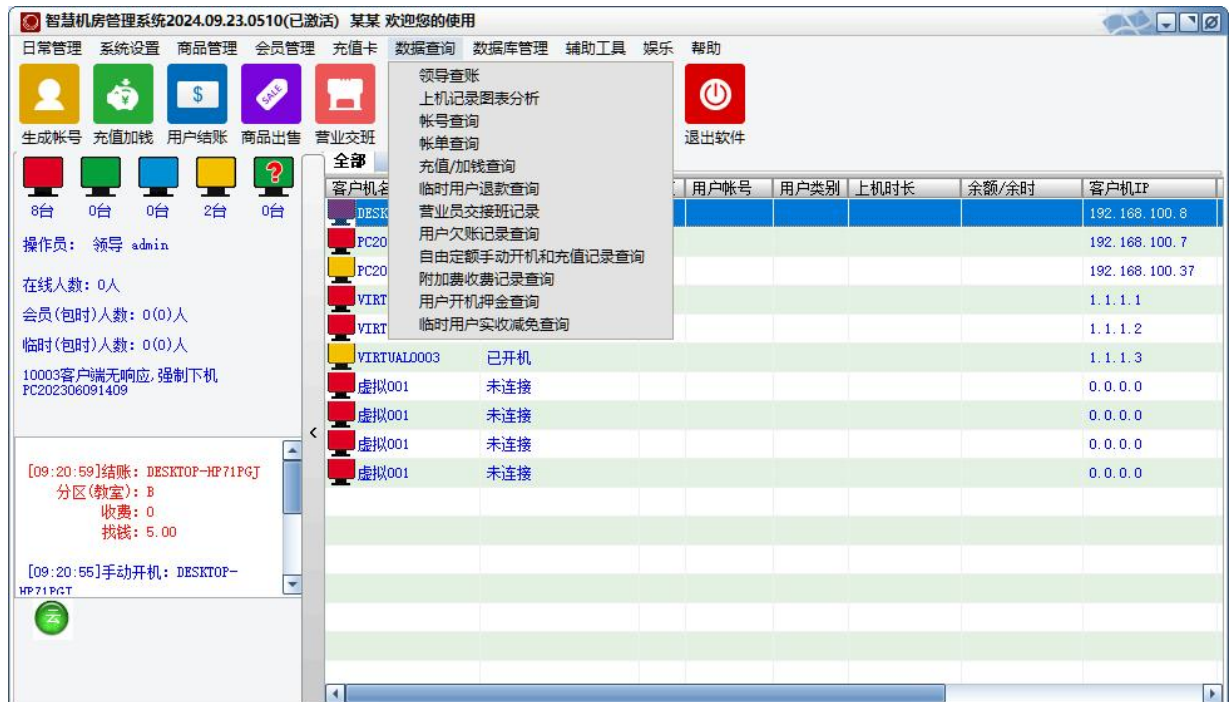 智慧机房管理系统2024.09.23.0510(已激活) 某某 欢迎您的使用
日常管理 系统设置 商品管理 会员管理 充值卡 数据查询 数据库管理 辅助工具 娱乐 帮助
领导查账
上机记录图表分析
帐号查询
帐单查询
充值/加钱查询
临时用户退款查询
营业员交接班记录
用户欠账记录查询
自由定额手动开机和充值记录查询
附加费收费记录查询
用户开机押金查询
临时用户实收减免查询
SALE
生成帐号 充值加钱 用户结账 商品出售 营业交班 退出软件
8台 0台 0台 2台 0台
操作员: 领导 admin
在线人数: 0人
会员(包时)人数: 0(0)人
临时(包时)人数: 0(0)人
10003客户端无响应,强制下机
PC202306091409
[09:20:59]结账: DESKTOP-HP71PGJ
分区(教室): B
收费: 0
找钱: 5.00
[09:20:55]手动开机: DESKTOP-
云
全部
客户机名 用户帐号 用户类别 上机时长 余额/余时 客户机IP
DESK 192.168.100.8
PC20 192.168.100.7
PC20 192.168.100.37
VIRT 1.1.1.1
VIRT 1.1.1.2
VIRTUAL0003 已开机 1.1.1.3
虚拟001 未连接 0.0.0.0
虚拟001 未连接 0.0.0.0
虚拟001 未连接 0.0.0.0
虚拟001 未连接 0.0.0.0